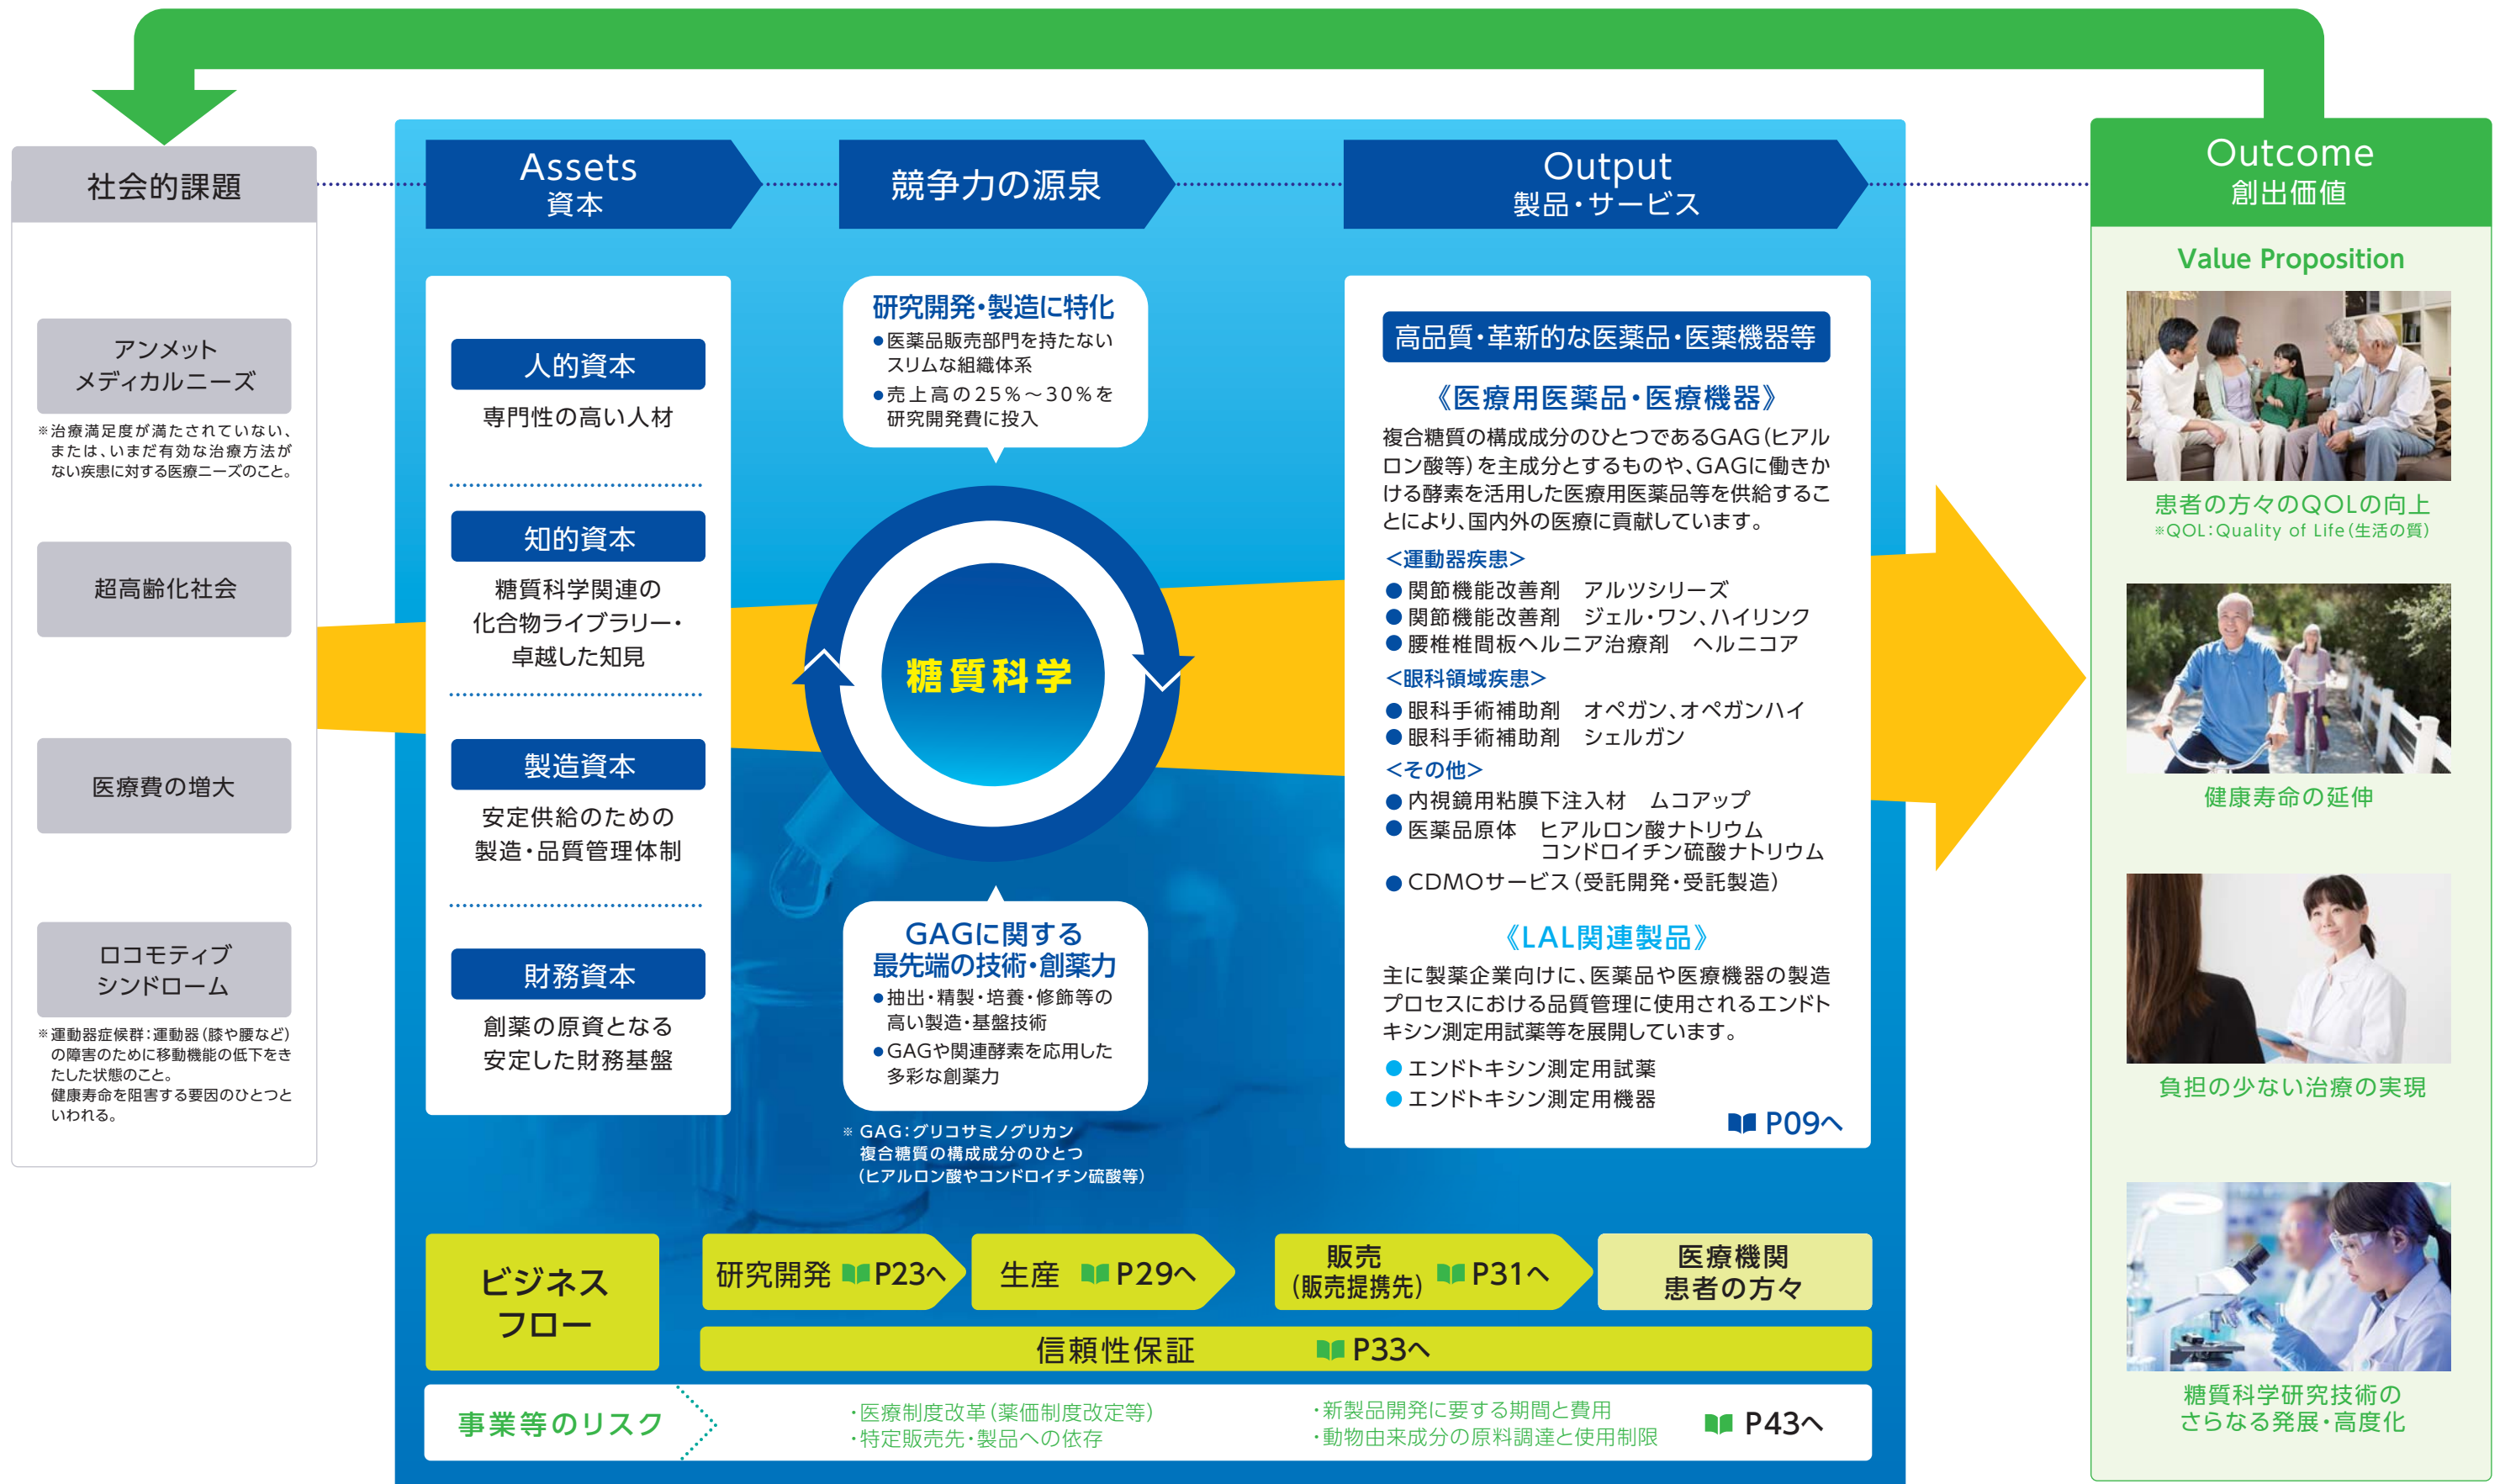 社会的課題
アンメット
メディカルニーズ
※治療満足度が満たされていない、
または、いまだ有効な治療方法が
ない疾患に対する医療ニーズのこと。
超高齢化社会
医療費の増大
ロコモティブ
シンドローム
※運動器症候群：運動器（膝や腰など）
の障害のために移動機能の低下をき
たした状態のこと。
健康寿命を阻害する要因のひとつと
いわれる。
Assets
資本
人的資本
専門性の高い人材
知的資本
糖質科学関連の
化合物ライブラリー・
卓越した知見
製造資本
安定供給のための
製造・品質管理体制
財務資本
創薬の原資となる
安定した財務基盤
競争力の源泉
研究開発・製造に特化
●医薬品販売部門を持たない
スリムな組織体系
●売上高の25％～30％を
研究開発費に投入
糖質科学
GAGに関する
最先端の技術・創薬力
●抽出・精製・培養・修飾等の
高い製造・基盤技術
●GAGや関連酵素を応用した
多彩な創薬力
※ GAG：グリコサミノグリカン
複合糖質の構成成分のひとつ
（ヒアルロン酸やコンドロイチン硫酸等）
Output
製品・サービス
高品質・革新的な医薬品・医薬機器等
《医療用医薬品・医療機器》
複合糖質の構成成分のひとつであるGAG（ヒアル
ロン酸等）を主成分とするものや、GAGに働きか
ける酵素を活用した医療用医薬品等を供給するこ
とにより、国内外の医療に貢献しています。
＜運動器疾患＞
●関節機能改善剤　アルツシリーズ
●関節機能改善剤　ジェル・ワン、ハイリンク
●腰椎椎間板ヘルニア治療剤　ヘルニコア
＜眼科領域疾患＞
●眼科手術補助剤　オペガン、オペガンハイ
●眼科手術補助剤　シェルガン
＜その他＞
●内視鏡用粘膜下注入材　ムコアップ
●医薬品原体　ヒアルロン酸ナトリウム
コンドロイチン硫酸ナトリウム
●CDMOサービス（受託開発・受託製造）
《LAL関連製品》
主に製薬企業向けに、医薬品や医療機器の製造
プロセスにおける品質管理に使用されるエンドト
キシン測定用試薬等を展開しています。
●エンドトキシン測定用試薬
●エンドトキシン測定用機器
P09へ
ビジネス
フロー
研究開発 P23へ
生産 P29へ
販売
（販売提携先） P31へ
医療機関
患者の方々
信頼性保証 P33へ
事業等のリスク
・医療制度改革（薬価制度改定等）
・特定販売先・製品への依存
・新製品開発に要する期間と費用
・動物由来成分の原料調達と使用制限
P43へ
Outcome
創出価値
Value Proposition
患者の方々のQOLの向上
※QOL：Quality of Life（生活の質）
健康寿命の延伸
負担の少ない治療の実現
糖質科学研究技術の
さらなる発展・高度化